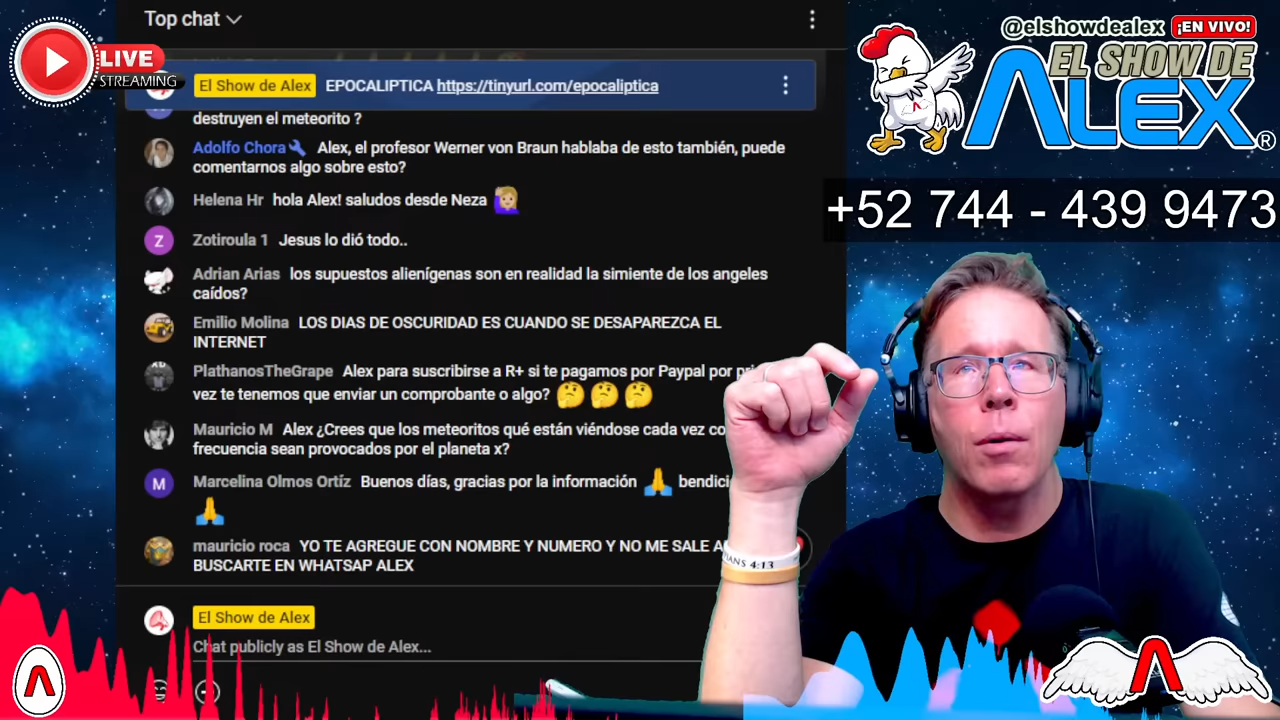 Top chat
LIVE
STREAMING
@elshowdealex ¡EN VIVO!
EL SHOW DE
ALEX®
+52 744 - 439 9473
El Show de Alex EPOCALIPTICA https://tinyurl.com/epocaliptica
destruyen el meteorito ?
Adolfo Chora Alex, el profesor Werner von Braun hablaba de esto también, puede
comentarnos algo sobre esto?
Helena Hr hola Alex! saludos desde Neza
Z
Zotiroula 1 Jesus lo dió todo..
Adrian Arias los supuestos alienígenas son en realidad la simiente de los angeles
caídos?
Emilio Molina LOS DIAS DE OSCURIDAD ES CUANDO SE DESAPAREZCA EL
INTERNET
PlathanosTheGrape Alex para suscribirse a R+ si te pagamos por Paypal por
vez te tenemos que enviar un comprobante o algo?
Mauricio M Alex ¿Crees que los meteoritos qué están viéndose cada vez
frecuencia sean provocados por el planeta x?
M
Marcelina Olmos Ortíz Buenos días, gracias por la información
mauricio roca YO TE AGREGUE CON NOMBRE Y NUMERO Y NO ME SALE
BUSCARTE EN WHATSAP ALEX
4:13
El Show de Alex
Chat publicly as El Show de Alex...